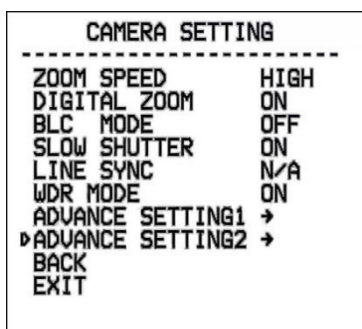 CAMERA SETTING
ZOOM SPEED HIGH
DIGITAL ZOOM ON
BLC MODE OFF
SLOW SHUTTER ON
LINE SYNC N/A
WDR MODE ON
ADVANCE SETTING1 →
ADVANCE SETTING2 →
BACK
EXIT